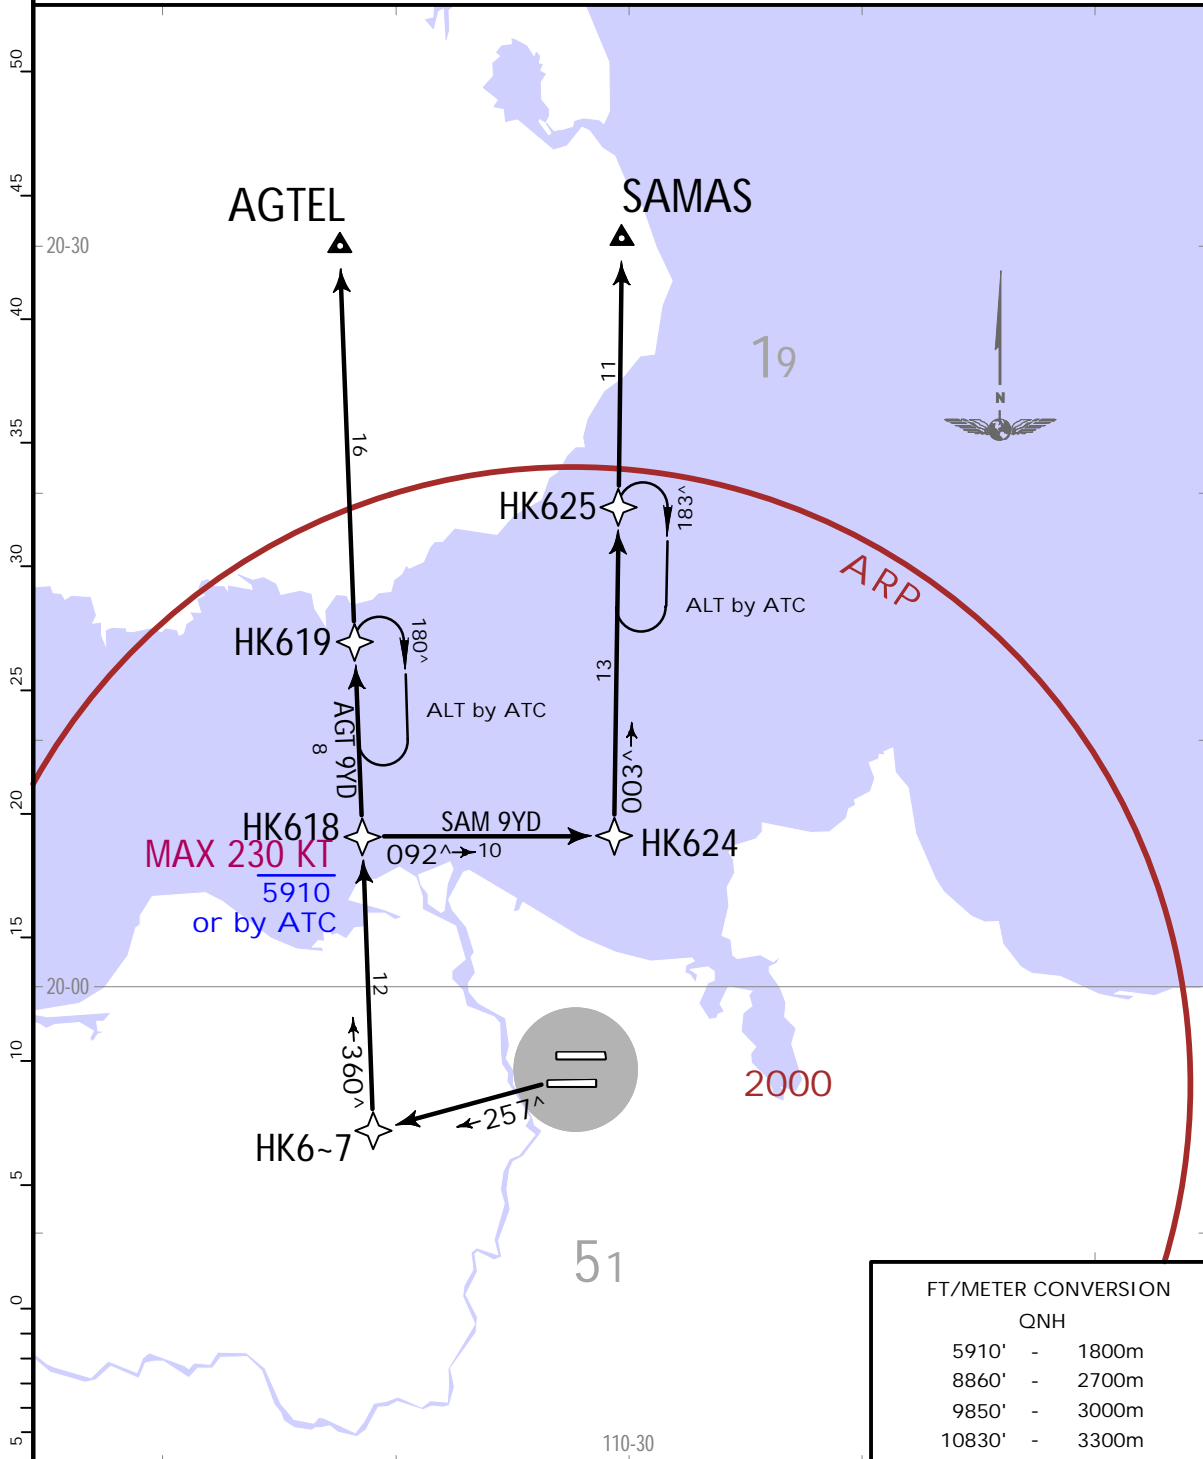 50
45
40
35
30
25
20
15
10
5
0
5
AGTEL
SAMAS
20-30
19
11
16
N
HK625
183^
ARP
ALT by ATC
HK619
180^
13
AGT 9YD
8
ALT by ATC
003^
HK618
SAM 9YD
092^
10
HK624
MAX 230 KT
5910
or by ATC
20-00
12
360^
257^
2000
HK6~7
51
110-30
FT/METER CONVERSION
QNH
5910' - 1800m
8860' - 2700m
9850' - 3000m
10830' - 3300m